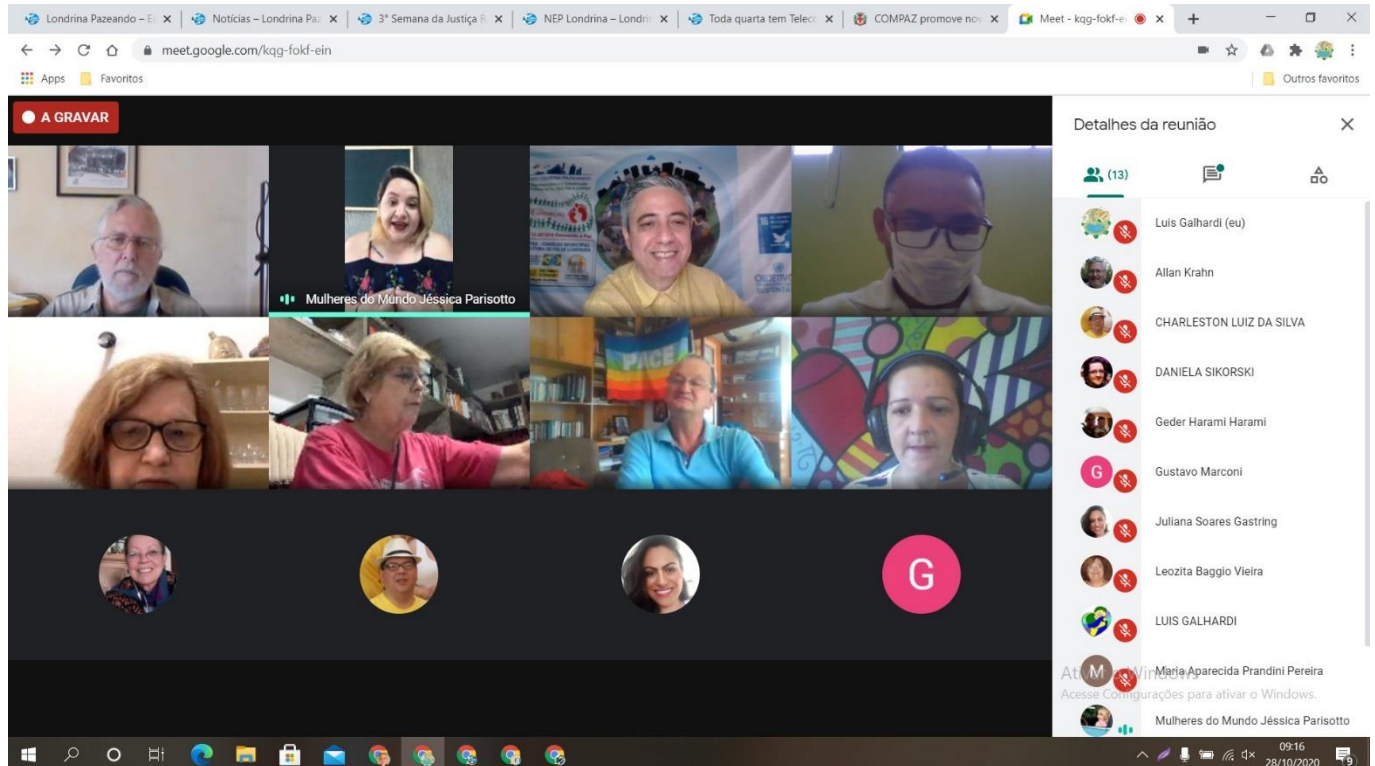 Londrina Pazeando – E
Notícias – Londrina Paz
3ª Semana da Justiça R
NEP Londrina – Londri
Toda quarta tem Teleco
COMPAZ promove nov
Meet - kqg-fokf-e
meet.google.com/kqg-fokf-ein
Apps
Favoritos
Outros favoritos
A GRAVAR
Mulheres do Mundo Jéssica Parisotto
PACE
G
Detalhes da reunião
(13)
Luis Galhardi (eu)
Allan Krahn
CHARLESTON LUIZ DA SILVA
DANIELA SIKORSKI
Geder Harami Harami
G
Gustavo Marconi
Juliana Soares Gastring
Leozita Baggio Vieira
LUIS GALHARDI
M
Maria Aparecida Prandini Pereira
Windows
Acesse Configurações para ativar o Windows.
Mulheres do Mundo Jéssica Parisotto
09:16
28/10/2020